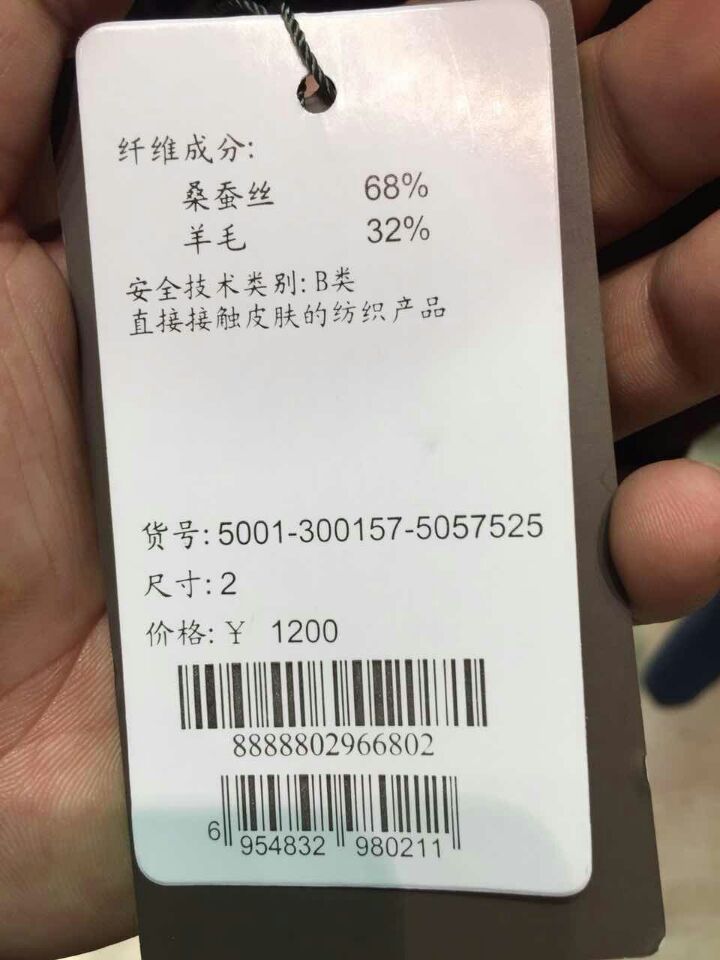 纤维成分:
桑蚕丝 68%
羊毛 32%
安全技术类别: B类
直接接触皮肤的纺织产品
货号: 5001-300157-5057525
尺寸: 2
价格: ￥ 1200
8888802966802
6 954832 980211